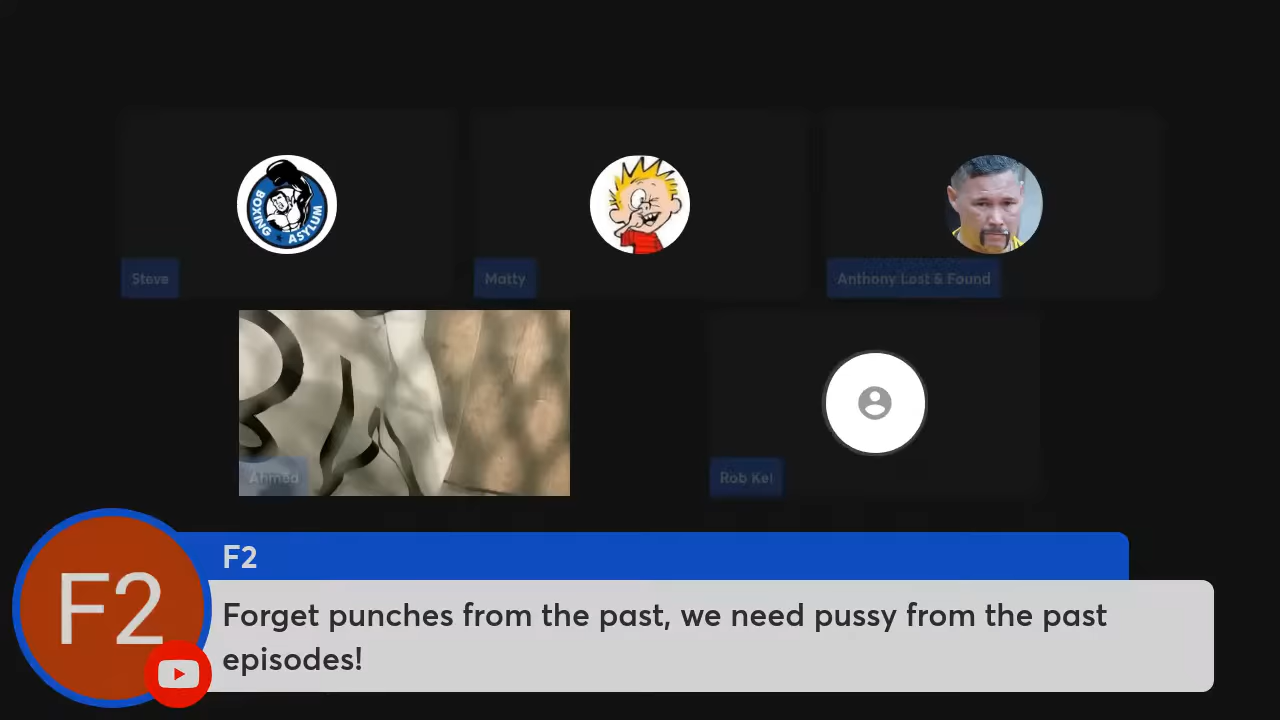 BOXING
ASYLUM
Steve
Matty
Anthony Lost & Found
Ahmed
Rob Kel
F2
F2
Forget punches from the past, we need pussy from the past
episodes!